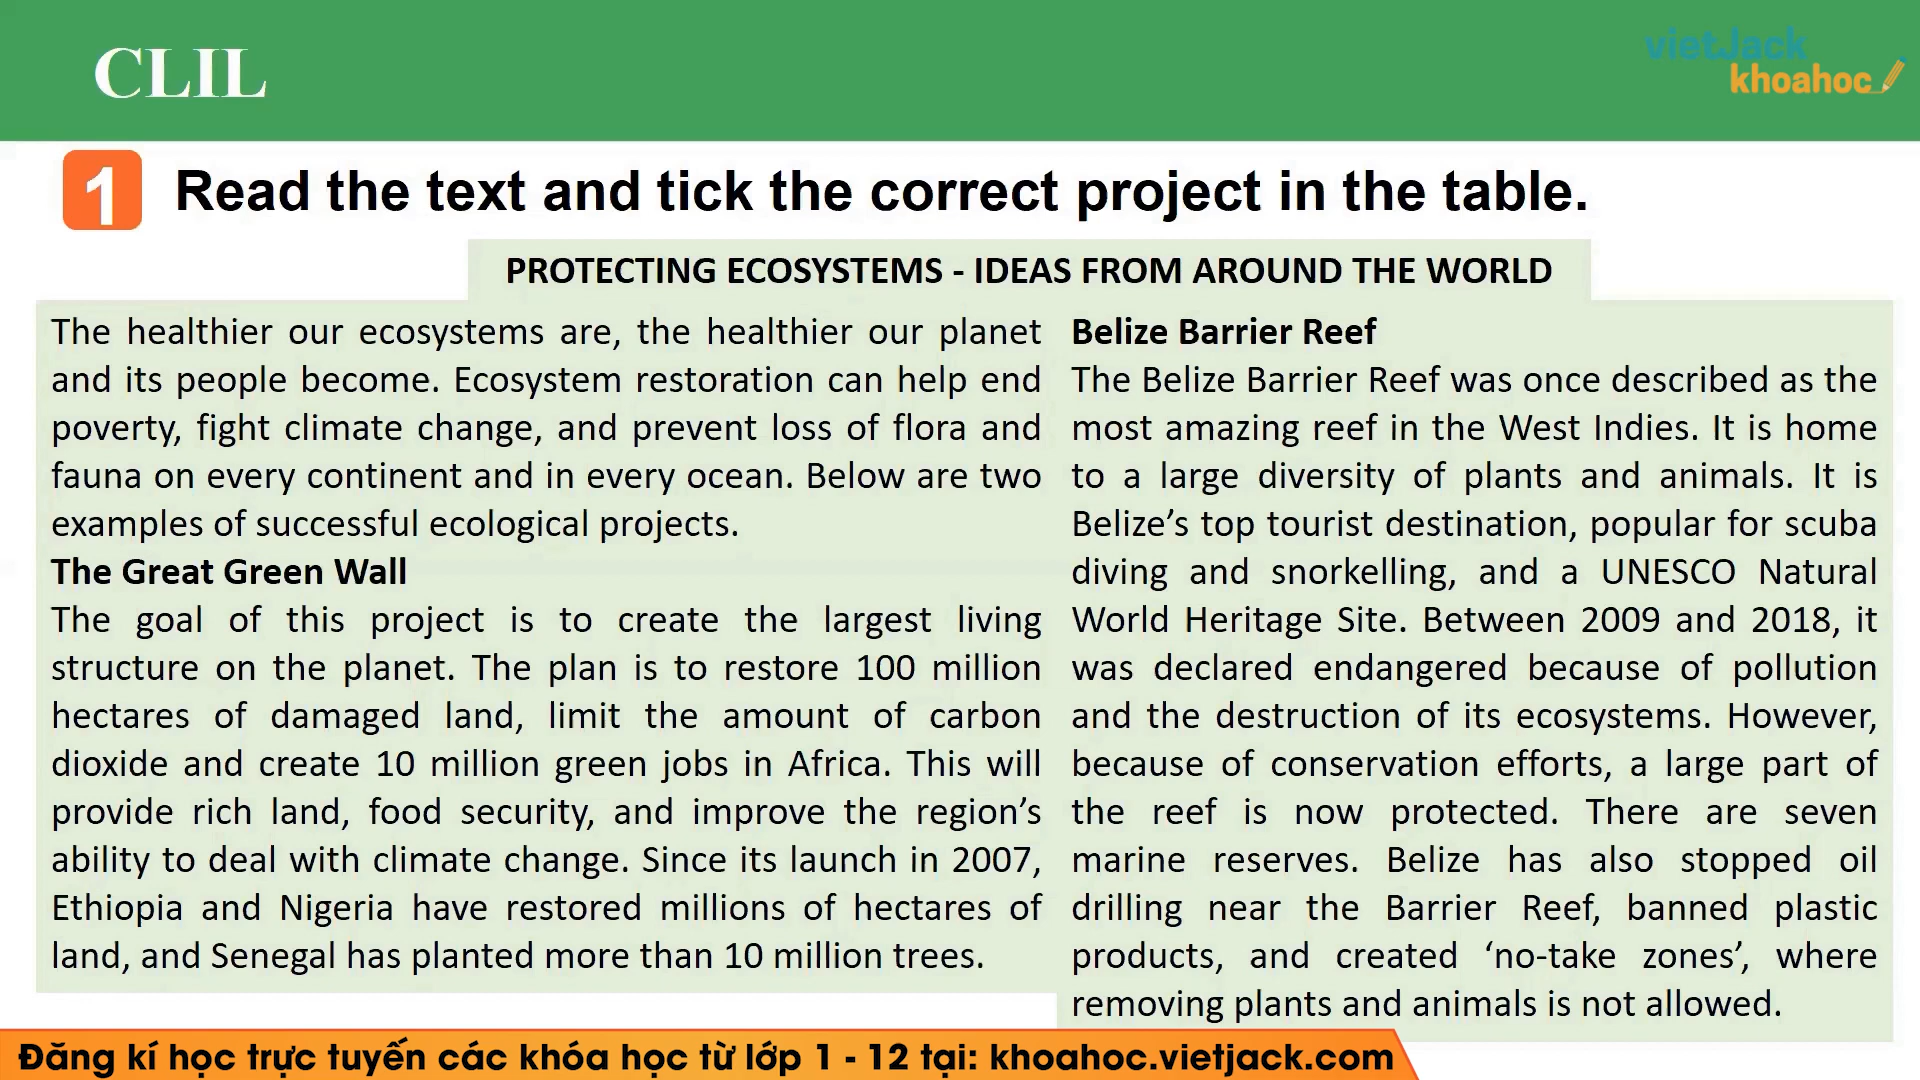 CLIL
vietJack
khoahoc
1 Read the text and tick the correct project in the table.
PROTECTING ECOSYSTEMS - IDEAS FROM AROUND THE WORLD
The healthier our ecosystems are, the healthier our planet
and its people become. Ecosystem restoration can help end
poverty, fight climate change, and prevent loss of flora and
fauna on every continent and in every ocean. Below are two
examples of successful ecological projects.
The Great Green Wall
The goal of this project is to create the largest living
structure on the planet. The plan is to restore 100 million
hectares of damaged land, limit the amount of carbon
dioxide and create 10 million green jobs in Africa. This will
provide rich land, food security, and improve the region’s
ability to deal with climate change. Since its launch in 2007,
Ethiopia and Nigeria have restored millions of hectares of
land, and Senegal has planted more than 10 million trees.
Belize Barrier Reef
The Belize Barrier Reef was once described as the
most amazing reef in the West Indies. It is home
to a large diversity of plants and animals. It is
Belize’s top tourist destination, popular for scuba
diving and snorkelling, and a UNESCO Natural
World Heritage Site. Between 2009 and 2018, it
was declared endangered because of pollution
and the destruction of its ecosystems. However,
because of conservation efforts, a large part of
the reef is now protected. There are seven
marine reserves. Belize has also stopped oil
drilling near the Barrier Reef, banned plastic
products, and created ‘no-take zones’, where
removing plants and animals is not allowed.
Đăng kí học trực tuyến các khóa học từ lớp 1 - 12 tại: khoahoc.vietjack.com